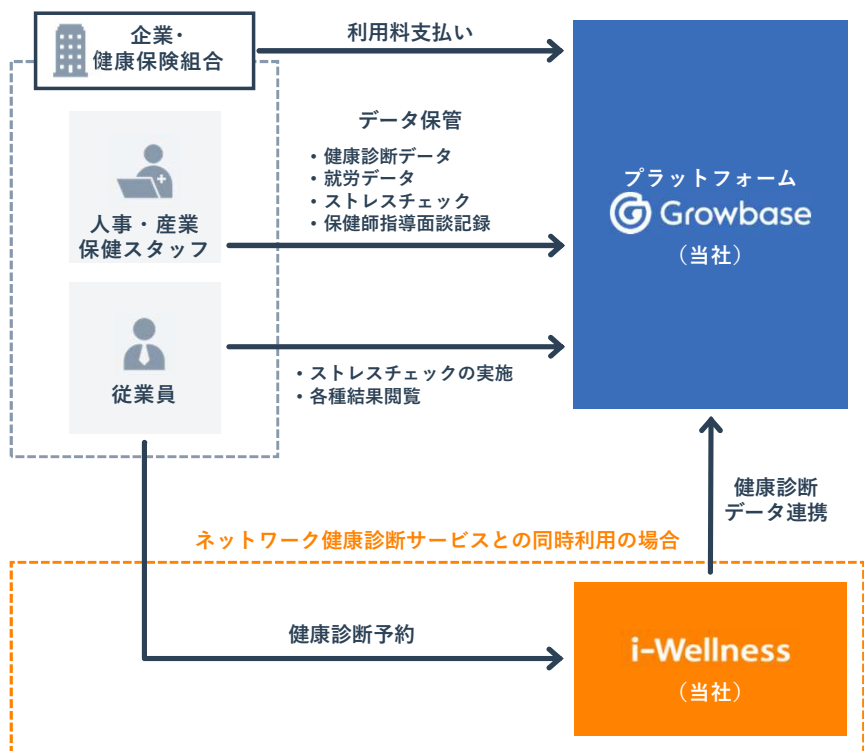 企業・
健康保険組合
利用料支払い
人事・産業
保健スタッフ
データ保管
・健康診断データ
・就労データ
・ストレスチェック
・保健師指導面談記録
プラットフォーム
Growbase
（当社）
従業員
・ストレスチェックの実施
・各種結果閲覧
健康診断
データ連携
ネットワーク健康診断サービスとの同時利用の場合
健康診断予約
i-Wellness
（当社）